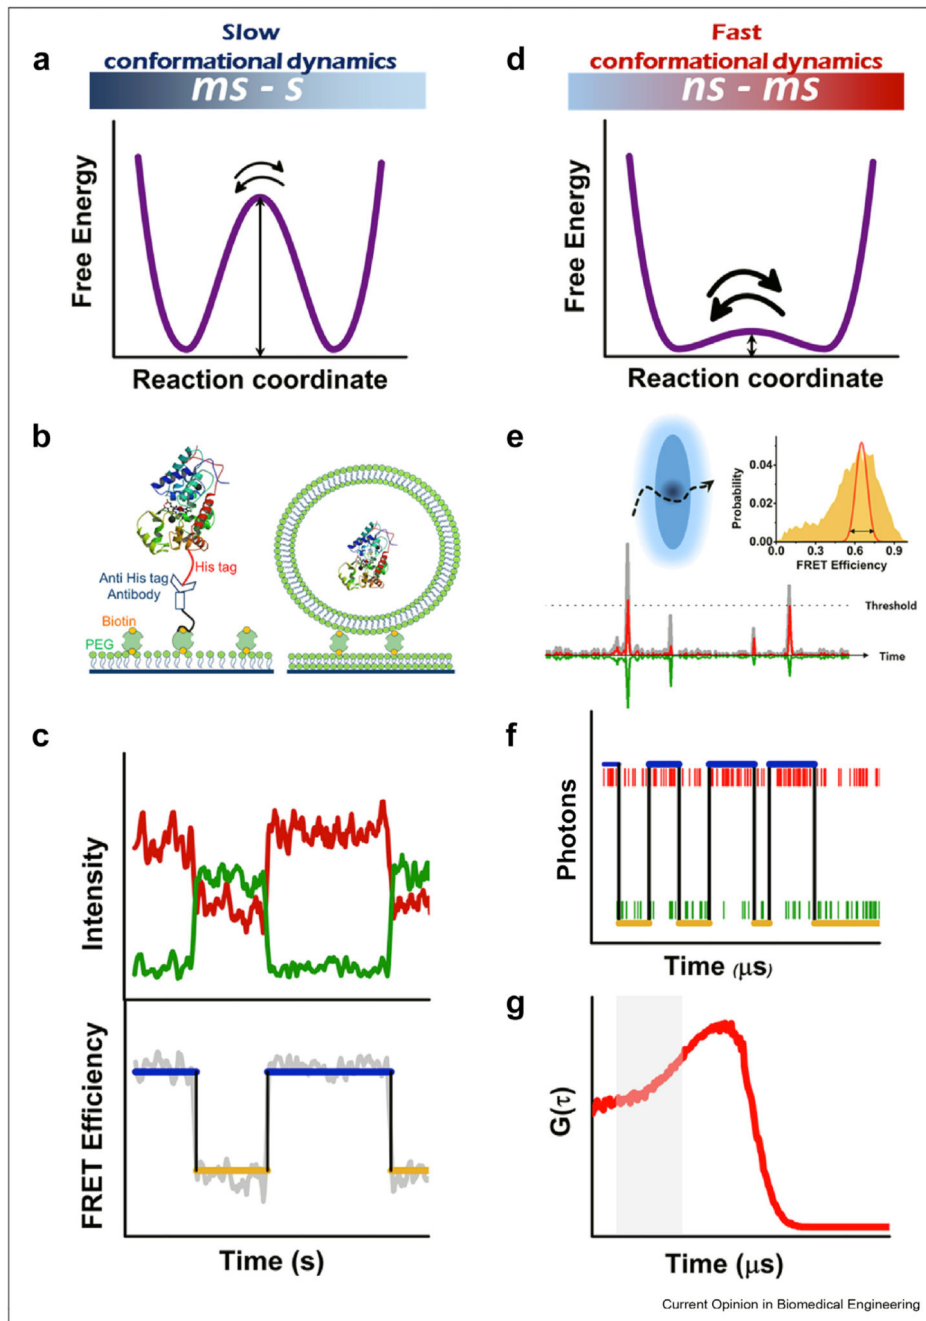 a
Slow
conformational dynamics
ms - s
Free Energy
Reaction coordinate
d
Fast
conformational dynamics
ns - ms
Free Energy
Reaction coordinate
b
His tag
Anti His tag
Antibody
Biotin
PEG
e
Probability
0.04
0.02
0.00
0.0 0.3 0.6 0.9
FRET Efficiency
Threshold
Time
c
Intensity
FRET Efficiency
Time (s)
f
Photons
Time (μs)
g
G(τ)
Time (μs)
Current Opinion in Biomedical Engineering